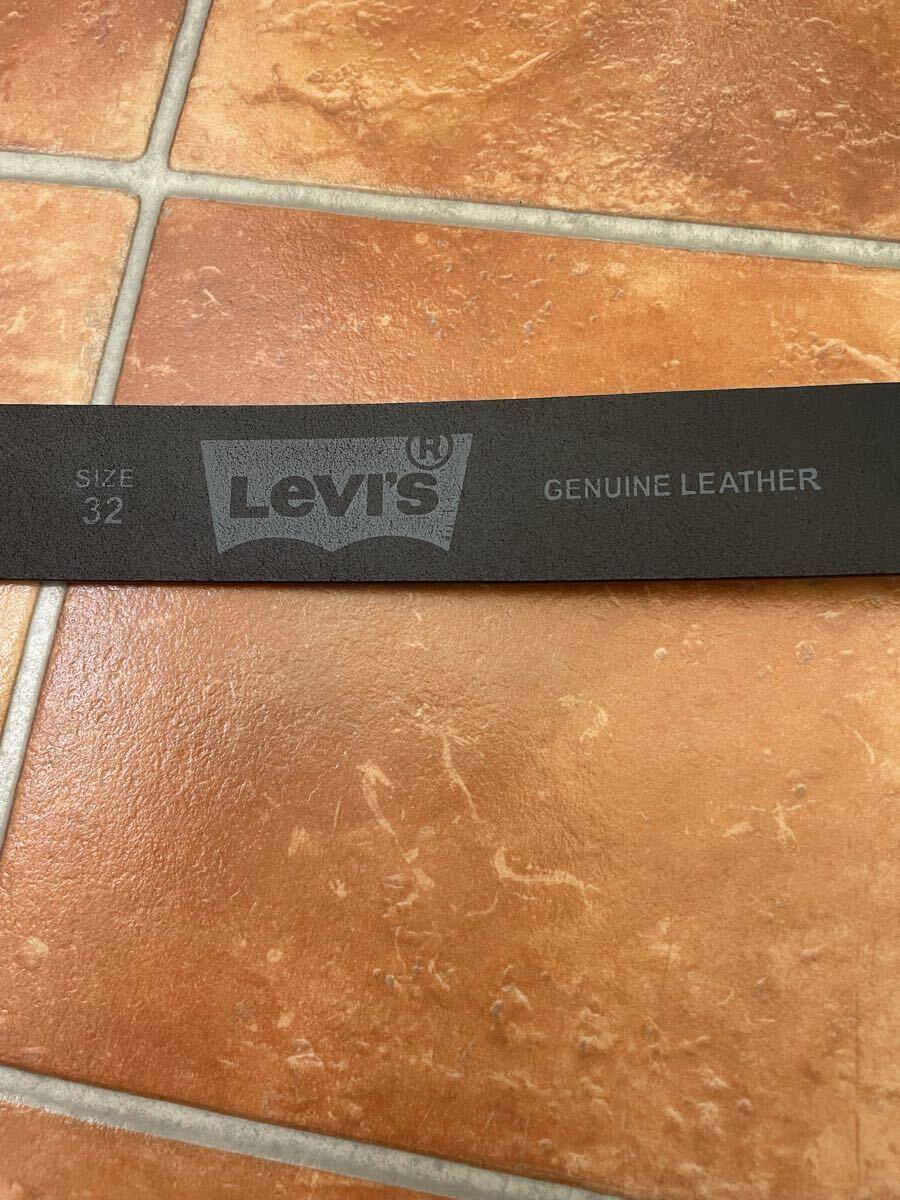 SIZE
32
LeVI'S ®
GENUINE LEATHER